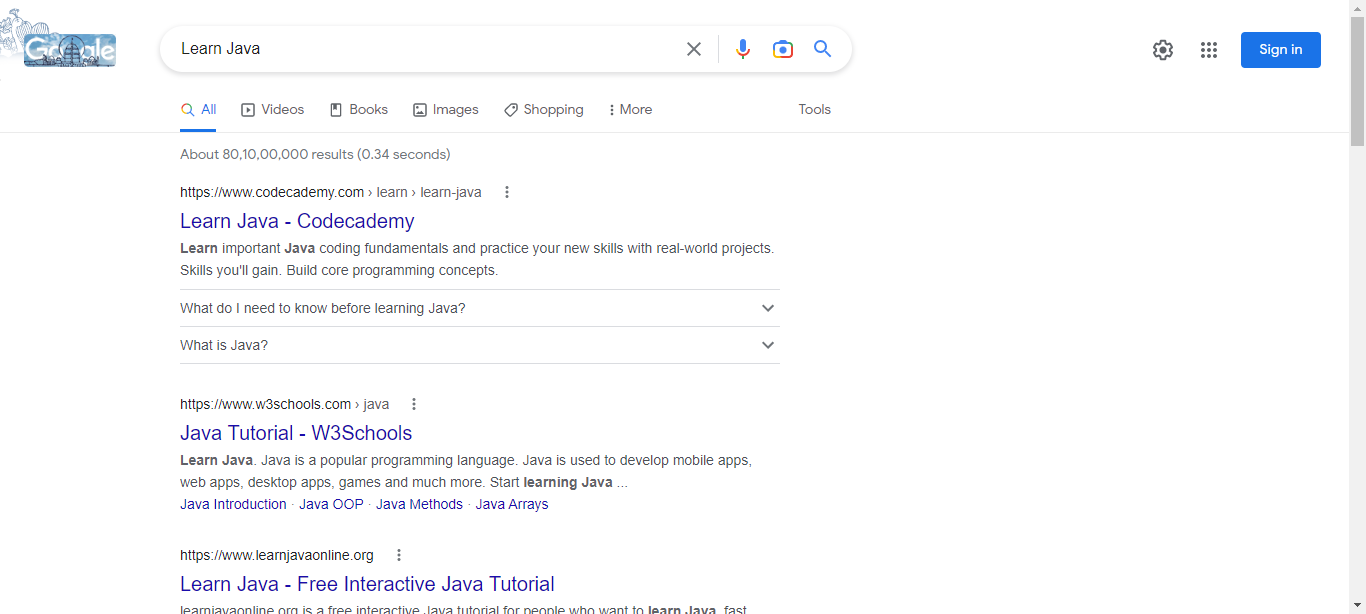 Google
Learn Java
Sign in
All Videos Books Images Shopping More Tools
About 80,10,00,000 results (0.34 seconds)
https://www.codecademy.com › learn › learn-java
Learn Java - Codecademy
Learn important Java coding fundamentals and practice your new skills with real-world projects.
Skills you'll gain. Build core programming concepts.
What do I need to know before learning Java?
What is Java?
https://www.w3schools.com › java
Java Tutorial - W3Schools
Learn Java. Java is a popular programming language. Java is used to develop mobile apps,
web apps, desktop apps, games and much more. Start learning Java ...
Java Introduction · Java OOP · Java Methods · Java Arrays
https://www.learnjavaonline.org
Learn Java - Free Interactive Java Tutorial
learnjavaonline.org is a free interactive Java tutorial for people who want to learn Java, fast.